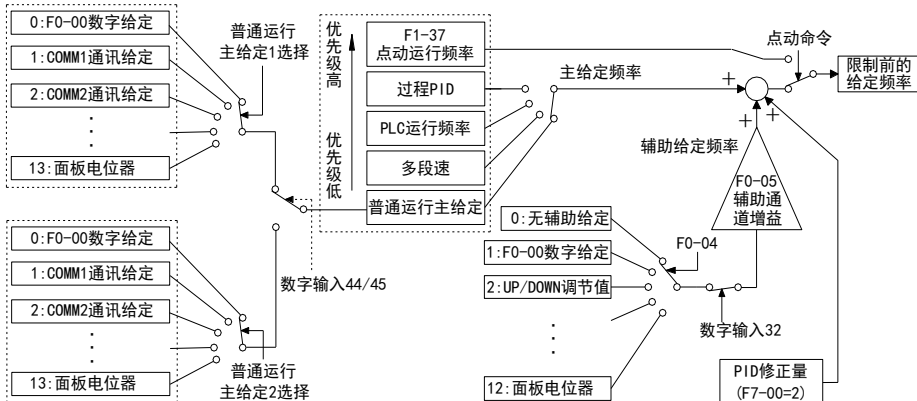 0:F0-00数字给定
1:COMM1通讯给定
2:COMM2通讯给定
13:面板电位器
普通运行
主给定1选择
0:F0-00数字给定
1:COMM1通讯给定
2:COMM2通讯给定
13:面板电位器
普通运行
主给定2选择
数字输入44/45
优先级高
优先级低
F1-37
点动运行频率
过程PID
PLC运行频率
多段速
普通运行主给定
主给定频率
点动命令
限制前的
给定频率
+
+
+
辅助给定频率
F0-05
辅助通
道增益
0:无辅助给定
1:F0-00数字给定
2:UP/DOWN调节值
12:面板电位器
F0-04
数字输入32
PID修正量
(F7-00=2)